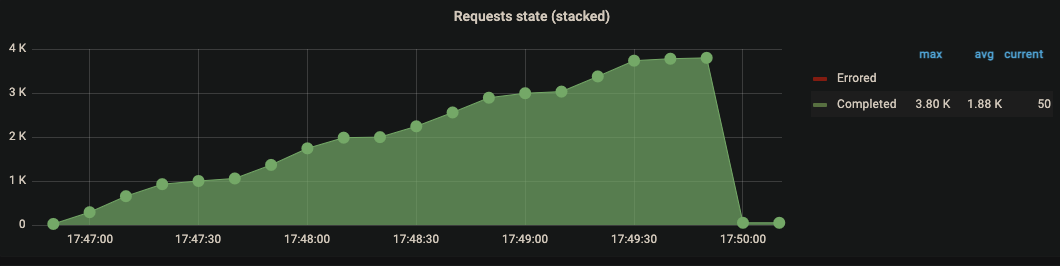 Requests state (stacked)
4 K
3 K
2 K
1 K
0
17:47:00 17:47:30 17:48:00 17:48:30 17:49:00 17:49:30 17:50:00
max avg current
Errored
Completed 3.80 K 1.88 K 50